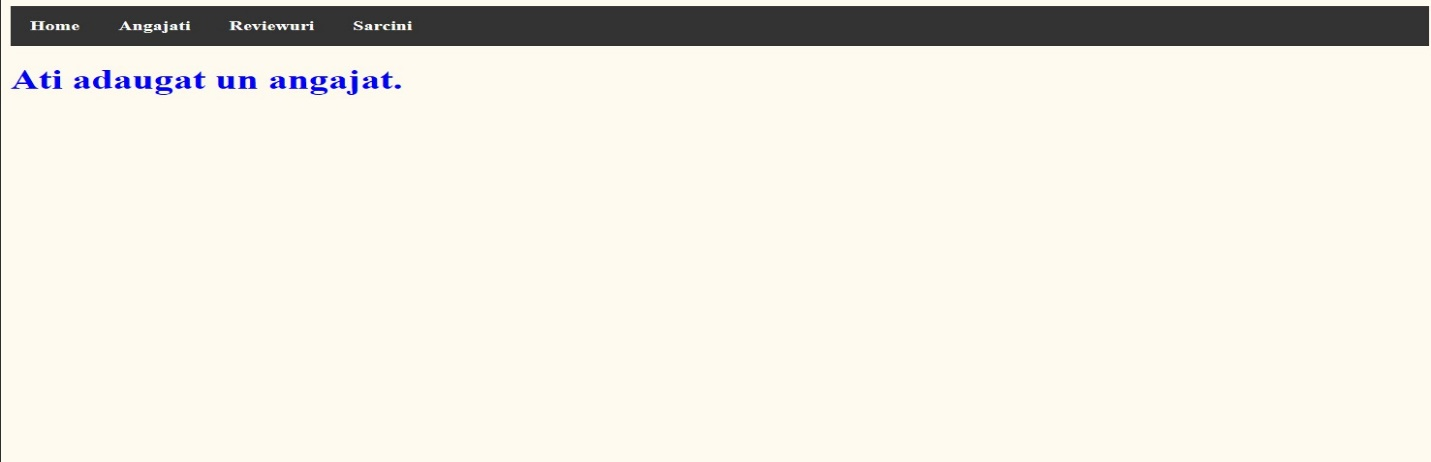 Home Angajati Reviewuri Sarcini
Ati adaugat un angajat.